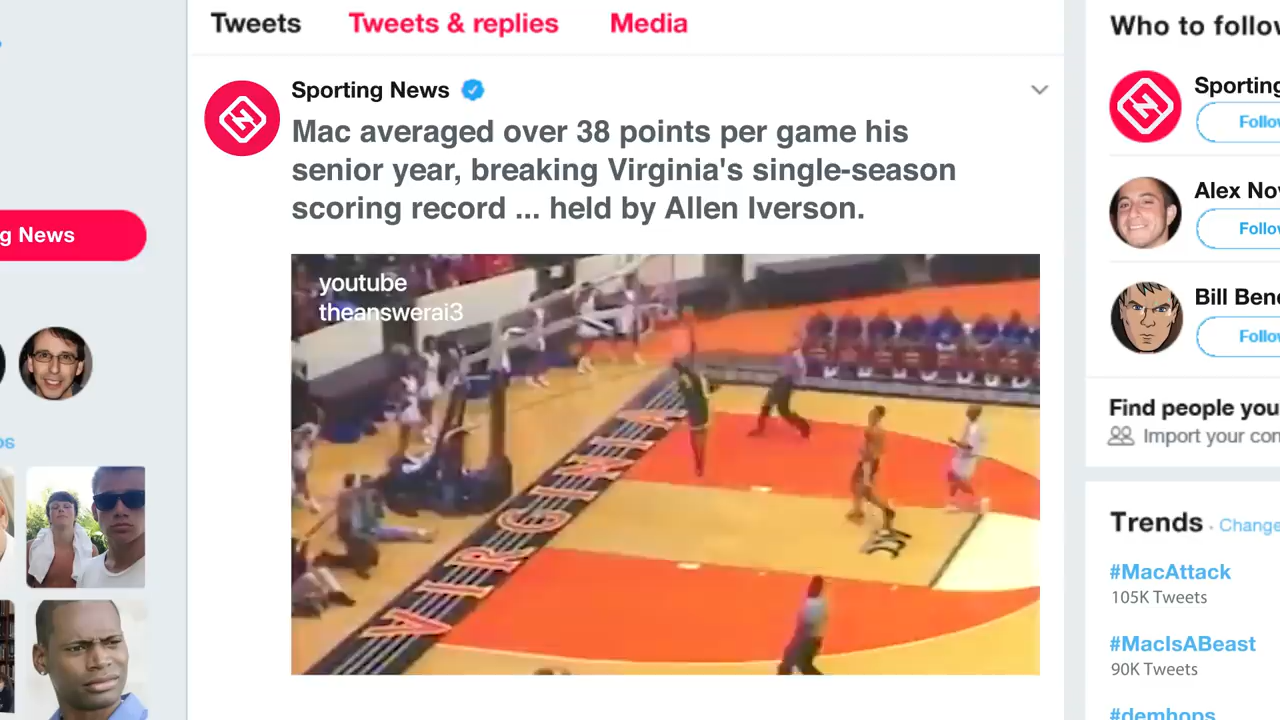 Tweets
Tweets & replies
Media
Who to follow
Sporting News
Mac averaged over 38 points per game his
senior year, breaking Virginia's single-season
scoring record ... held by Allen Iverson.
youtube
theanswerai3
VIRGINIA
g News
os
Sporting
Follow
Alex Nov
Follow
Bill Bend
Follow
Find people you
Import your con
Trends · Change
#MacAttack
105K Tweets
#MacIsABeast
90K Tweets
#demhops